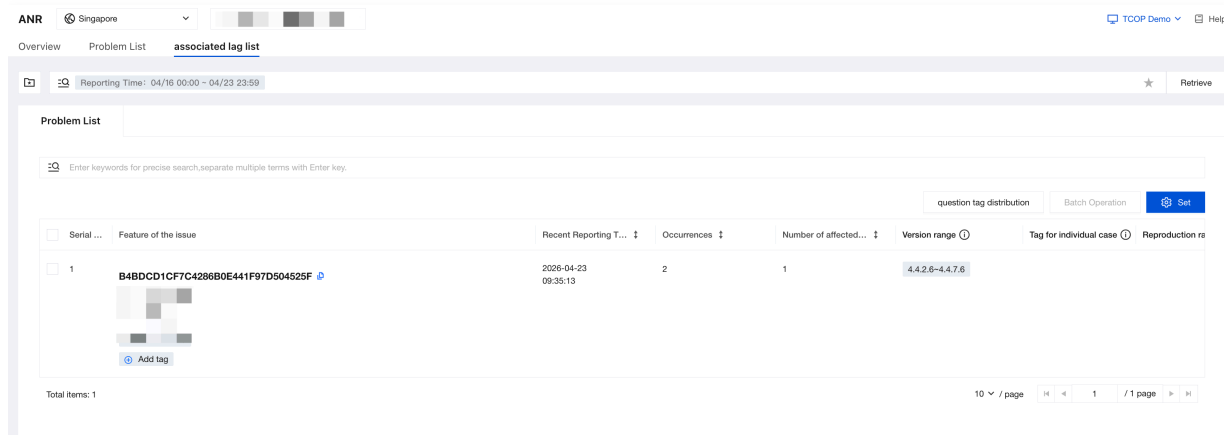 ANR Singapore TCOP Demo Help
Overview Problem List associated lag list
Reporting Time: 04/16 00:00 ~ 04/23 23:59 Retrieve
Problem List
Enter keywords for precise search,separate multiple terms with Enter key.
question tag distribution Batch Operation Set
Serial ... Feature of the issue Recent Reporting T... Occurrences Number of affected... Version range Tag for individual case Reproduction ra
1 B4BDCD1CF7C4286B0E441F97D504525F 2026-04-23 2 1 4.4.2.6~4.4.7.6
09:35:13
Add tag
Total items: 1 10 / page 1 / 1 page